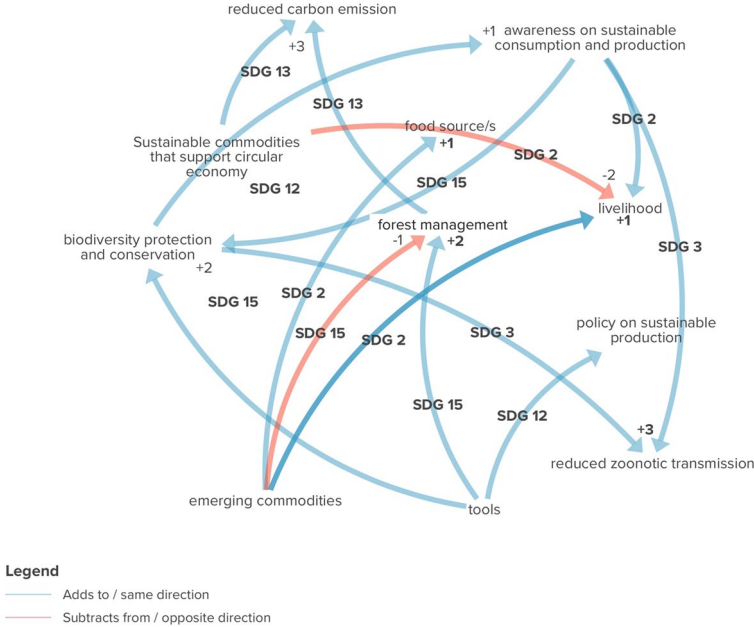 reduced carbon emission
+1 awareness on sustainable
consumption and production
+3
SDG 13
SDG 13
SDG 2
food source/s
+1
Sustainable commodities
that support circular
economy
SDG 2
-2
SDG 12
SDG 15
livelihood
+1
forest management
-1
+2
biodiversity protection
and conservation
+2
SDG 3
SDG 15
SDG 2
SDG 15
SDG 2
SDG 3
policy on sustainable
production
SDG 15
SDG 12
+3
reduced zoonotic transmission
emerging commodities
tools
Legend
Adds to / same direction
Subtracts from / opposite direction